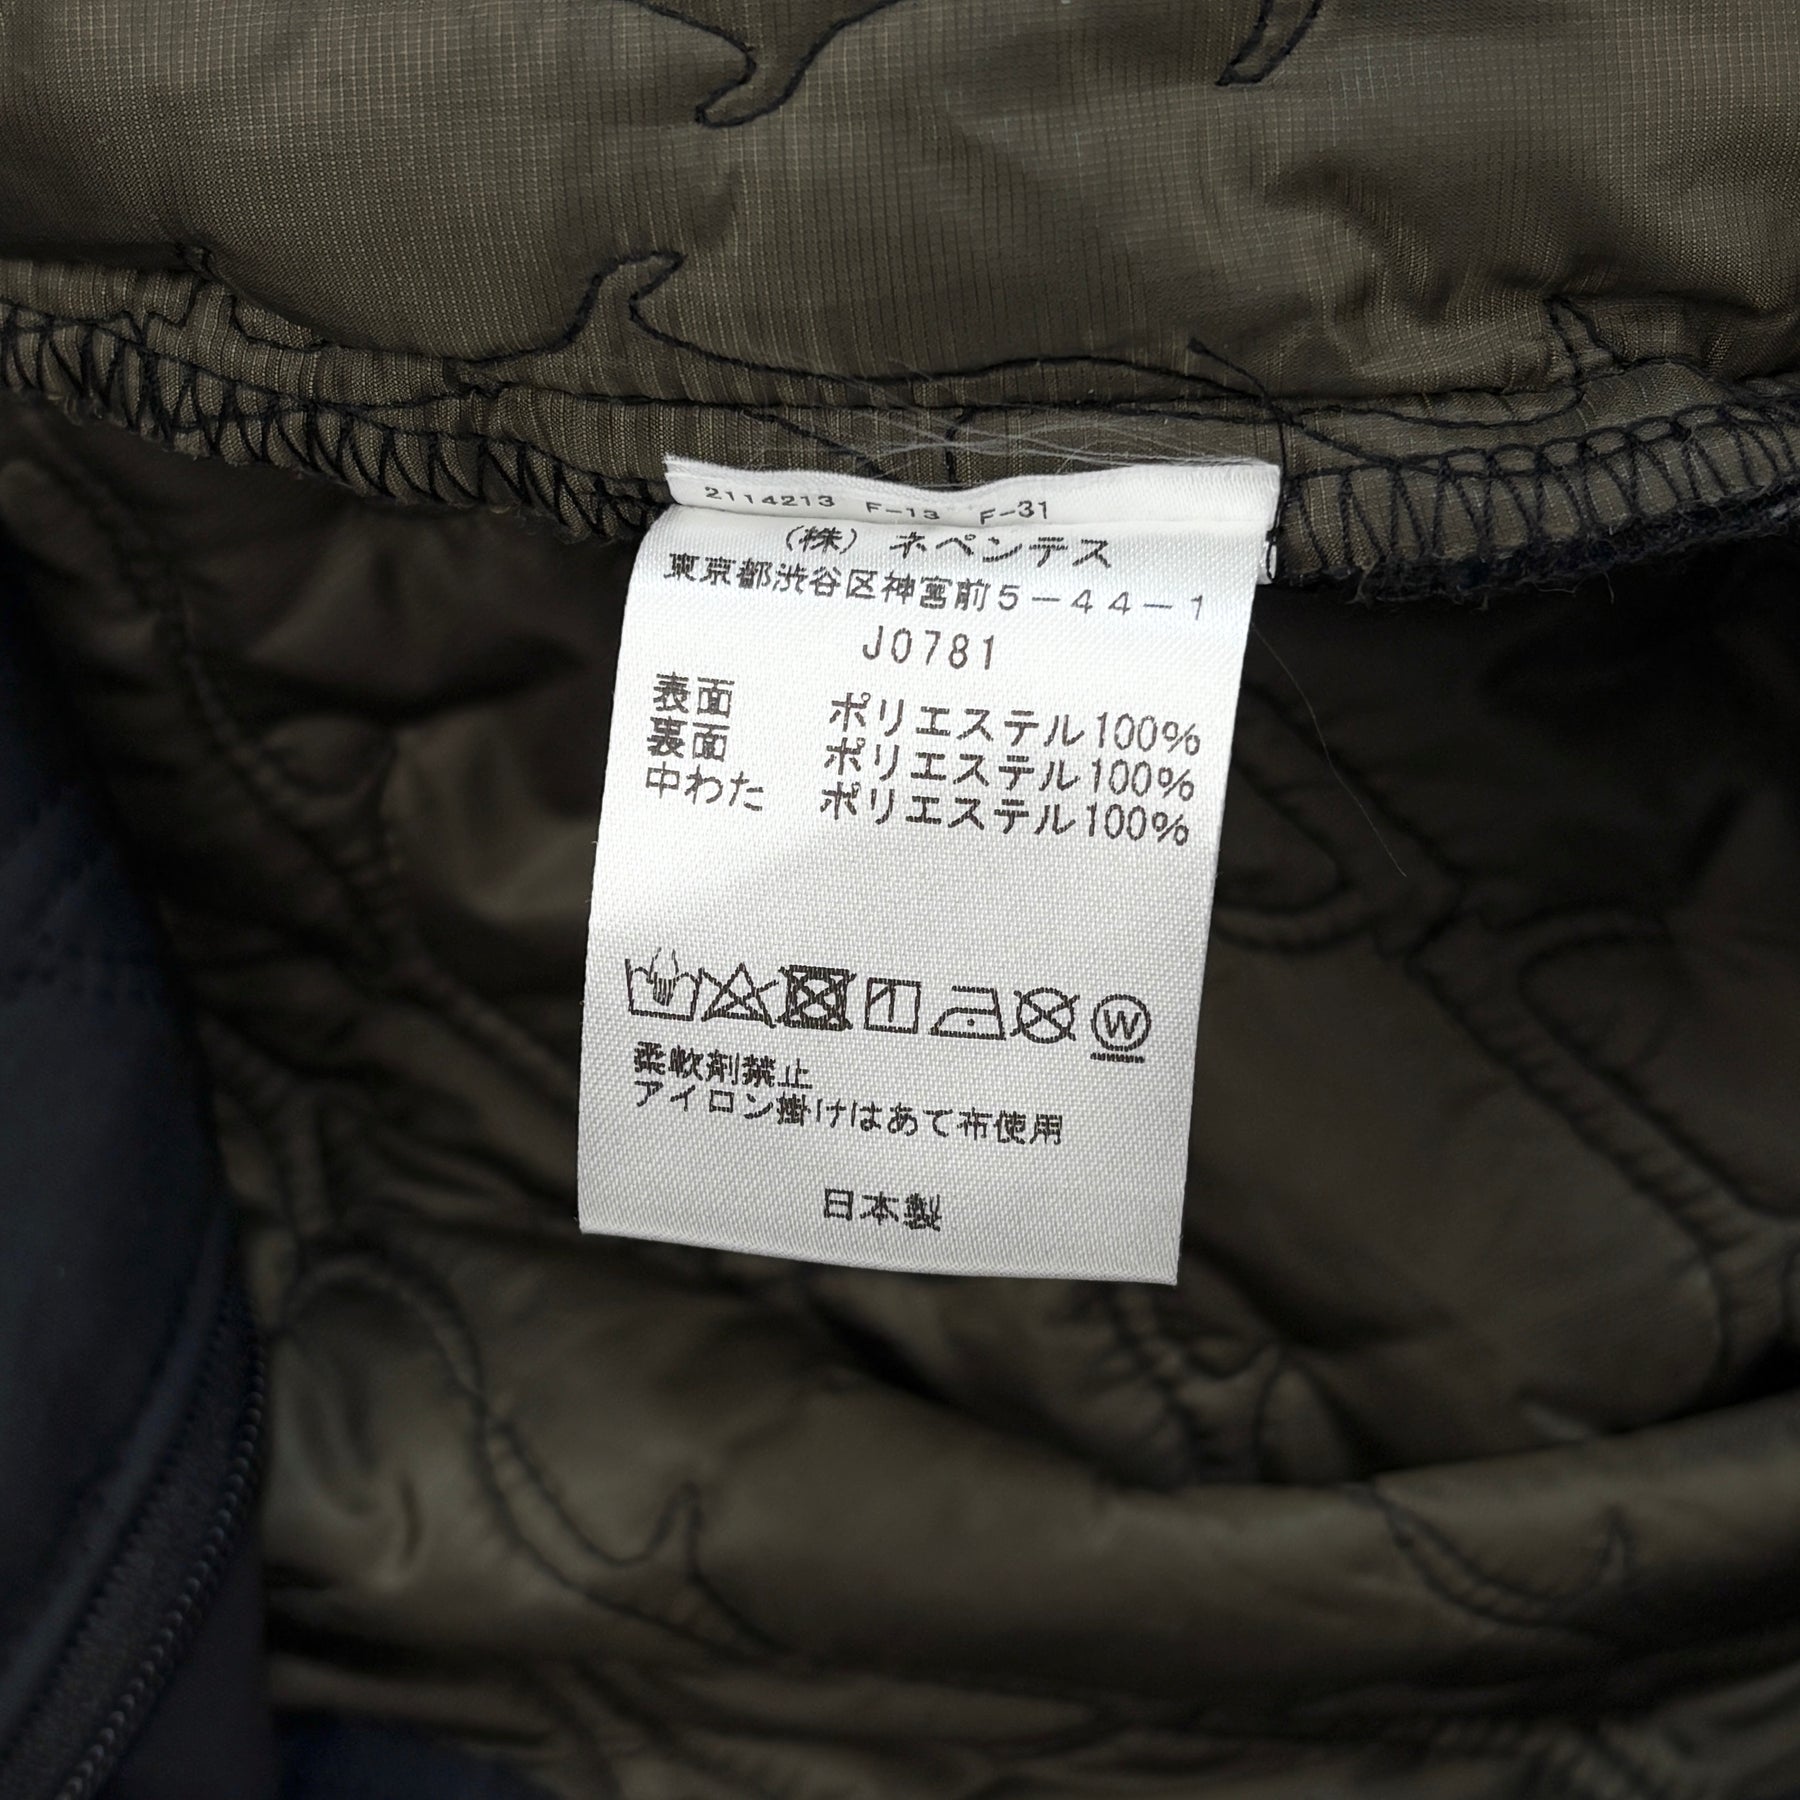 2114213 F-13 F-31
(株) ネペンテス
東京都渋谷区神宮前5-44-1
J0781
表面 ポリエステル100%
裏面 ポリエステル100%
中わた ポリエステル100%
W
柔軟剤禁止
アイロン掛けはあて布使用
日本製